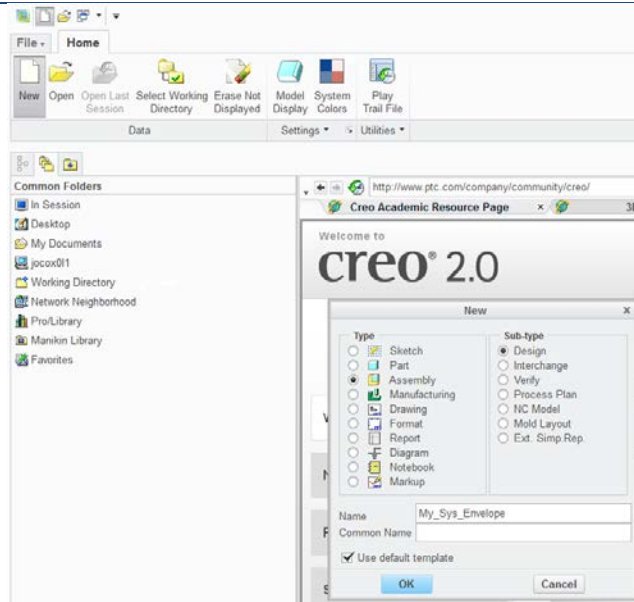 File
Home
New Open Open Last Session Select Working Directory Erase Not Displayed Model Display System Colors Play Trail File
Data Settings Utilities
Common Folders
In Session
Desktop
My Documents
jocox0l1
Working Directory
Network Neighborhood
Pro/Library
Manikin Library
Favorites
http://www.ptc.com/company/community/creo/
Creo Academic Resource Page × 3
Welcome to
creo® 2.0
New x
Type
Sketch
Part
Assembly
Manufacturing
Drawing
Format
Report
Diagram
Notebook
Markup
Sub-type
Design
Interchange
Verify
Process Plan
NC Model
Mold Layout
Ext. Simp.Rep.
Name My_Sys_Envelope
Common Name
Use default template
OK Cancel